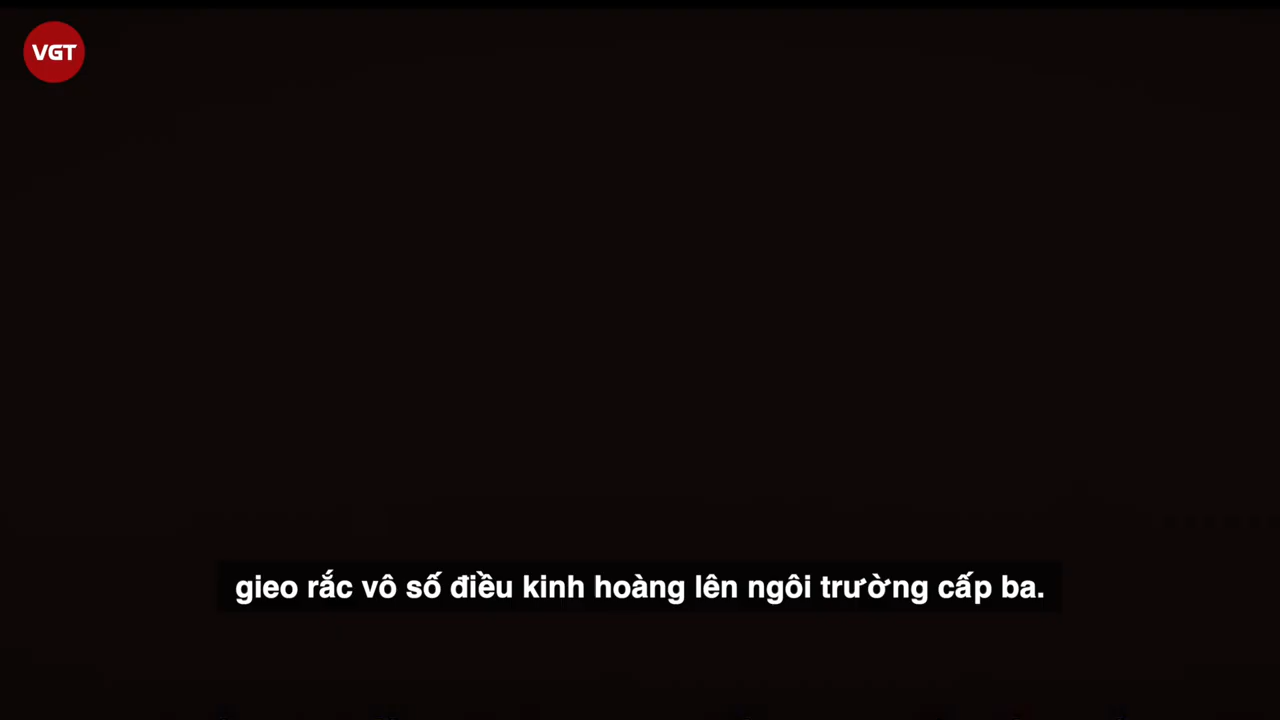 VGT
gieo rắc vô số điều kinh hoàng lên ngôi trường cấp ba.